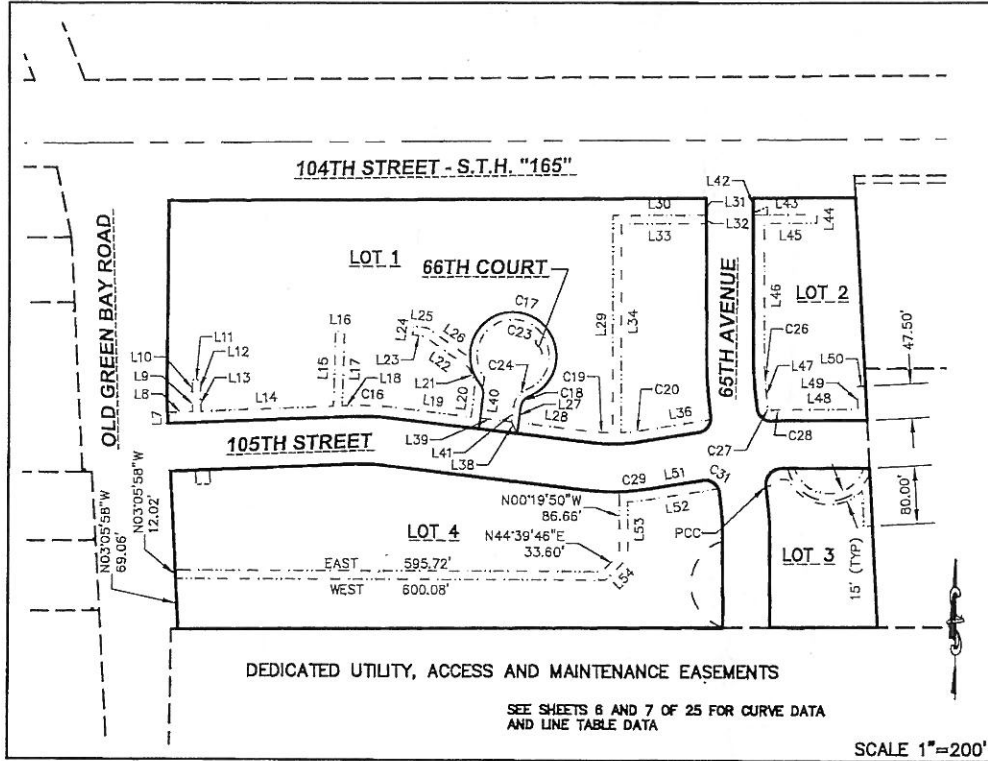 104TH STREET - S.T.H. "165"
L42
L30
L31
L43
L32
L33
L45
L44
OLD GREEN BAY ROAD
LOT 1
66TH COURT
65TH AVENUE
LOT 2
C17
L46
L29
L34
L16
L25
L24
L26
C23
C26
47.50'
L11
L10
L12
L23
L22
C24
L47
L50
L9
L13
L15
L17
L18
L21
C19
C20
L49
L8
L14
C16
L19
L20
L40
C18
L27
L28
L36
L48
L7
105TH STREET
L39
L41
L38
C27
C28
C29
L51
C31
N03°05'58"W
12.02'
N03°05'58"W
69.06'
N00°19'50"W
86.66'
L52
L53
80.00'
LOT 4
N44°39'46"E
33.60'
PCC
LOT 3
15' (TYP)
EAST 595.72'
WEST 600.08'
L54
DEDICATED UTILITY, ACCESS AND MAINTENANCE EASEMENTS
SEE SHEETS 6 AND 7 OF 25 FOR CURVE DATA
AND LINE TABLE DATA
SCALE 1"=200'